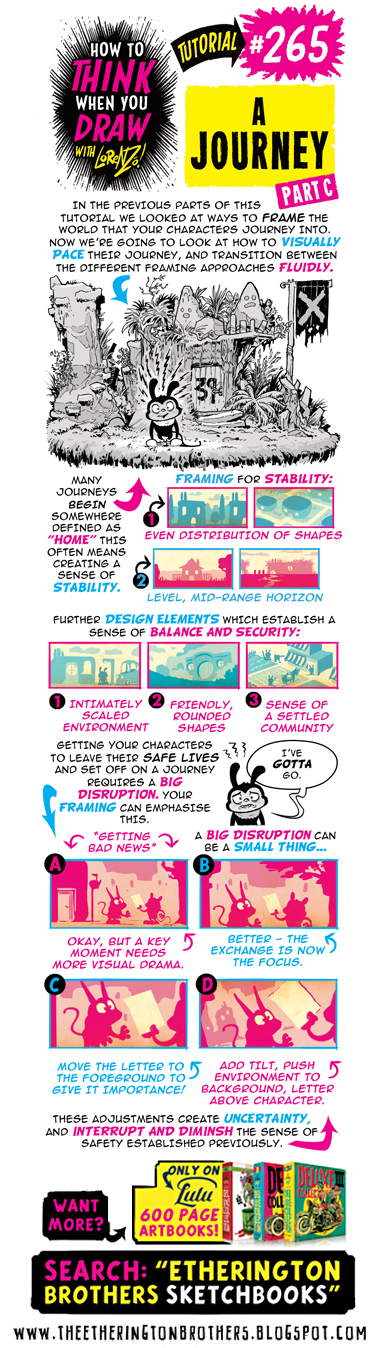 HOW TO
THINK
WHEN YOU
DRAW
WITH LORENZO!
TUTORIAL
#265
A
JOURNEY
PART C
IN THE PREVIOUS PARTS OF THIS
TUTORIAL WE LOOKED AT WAYS TO FRAME THE
WORLD THAT YOUR CHARACTERS JOURNEY INTO.
NOW WE'RE GOING TO LOOK AT HOW TO VISUALLY
PACE THEIR JOURNEY, AND TRANSITION BETWEEN
THE DIFFERENT FRAMING APPROACHES FLUIDLY.
39
MANY
JOURNEYS
BEGIN
SOMEWHERE
DEFINED AS
"HOME" THIS
OFTEN MEANS
CREATING A
SENSE OF
STABILITY.
FRAMING FOR STABILITY:
1
EVEN DISTRIBUTION OF SHAPES
2
LEVEL, MID-RANGE HORIZON
FURTHER DESIGN ELEMENTS WHICH ESTABLISH A
SENSE OF BALANCE AND SECURITY:
1 INTIMATELY
SCALED
ENVIRONMENT
2 FRIENDLY,
ROUNDED
SHAPES
3 SENSE OF
A SETTLED
COMMUNITY
GETTING YOUR CHARACTERS
TO LEAVE THEIR SAFE LIVES
AND SET OFF ON A JOURNEY
REQUIRES A BIG
DISRUPTION. YOUR
FRAMING CAN EMPHASISE
THIS.
I'VE
GOTTA
GO.
"GETTING
BAD NEWS"
A BIG DISRUPTION CAN
BE A SMALL THING...
A
B
OKAY, BUT A KEY
MOMENT NEEDS
MORE VISUAL DRAMA.
BETTER - THE
EXCHANGE IS NOW
THE FOCUS.
C
D
MOVE THE LETTER TO
THE FOREGROUND TO
GIVE IT IMPORTANCE!
ADD TILT, PUSH
ENVIRONMENT TO
BACKGROUND, LETTER
ABOVE CHARACTER.
THESE ADJUSTMENTS CREATE UNCERTAINTY,
AND INTERRUPT AND DIMINSH THE SENSE OF
SAFETY ESTABLISHED PREVIOUSLY.
WANT
MORE?
ONLY ON
Lulu
600 PAGE
ARTBOOKS!
SEARCH: "ETHERINGTON
BROTHERS SKETCHBOOKS"
WWW.THEETHERINGTONBROTHERS.BLOGSPOT.COM